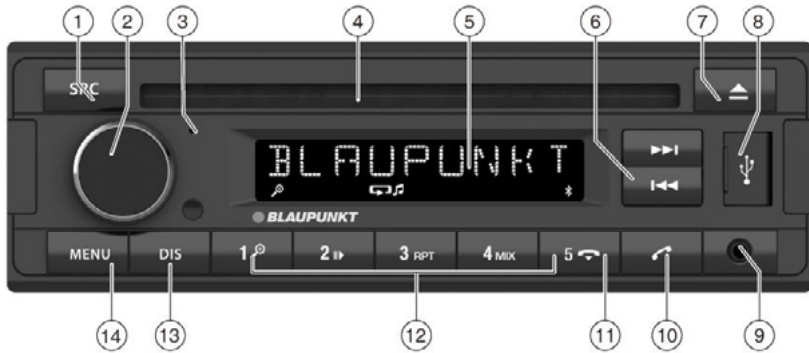 1 2 3 4 5 6 7 8
SRC
BLAUPUNKT
BLAUPUNKT
MENU DIS 1 2 3 RPT 4 MIX 5
14 13 12 11 10 9